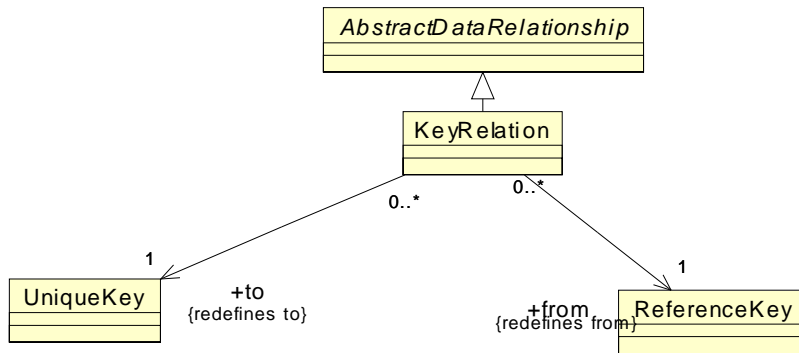 AbstractDataRelationship
KeyRelation
0..*
0..*
1
1
UniqueKey
+to
{redefines to}
+from
{redefines from}
ReferenceKey